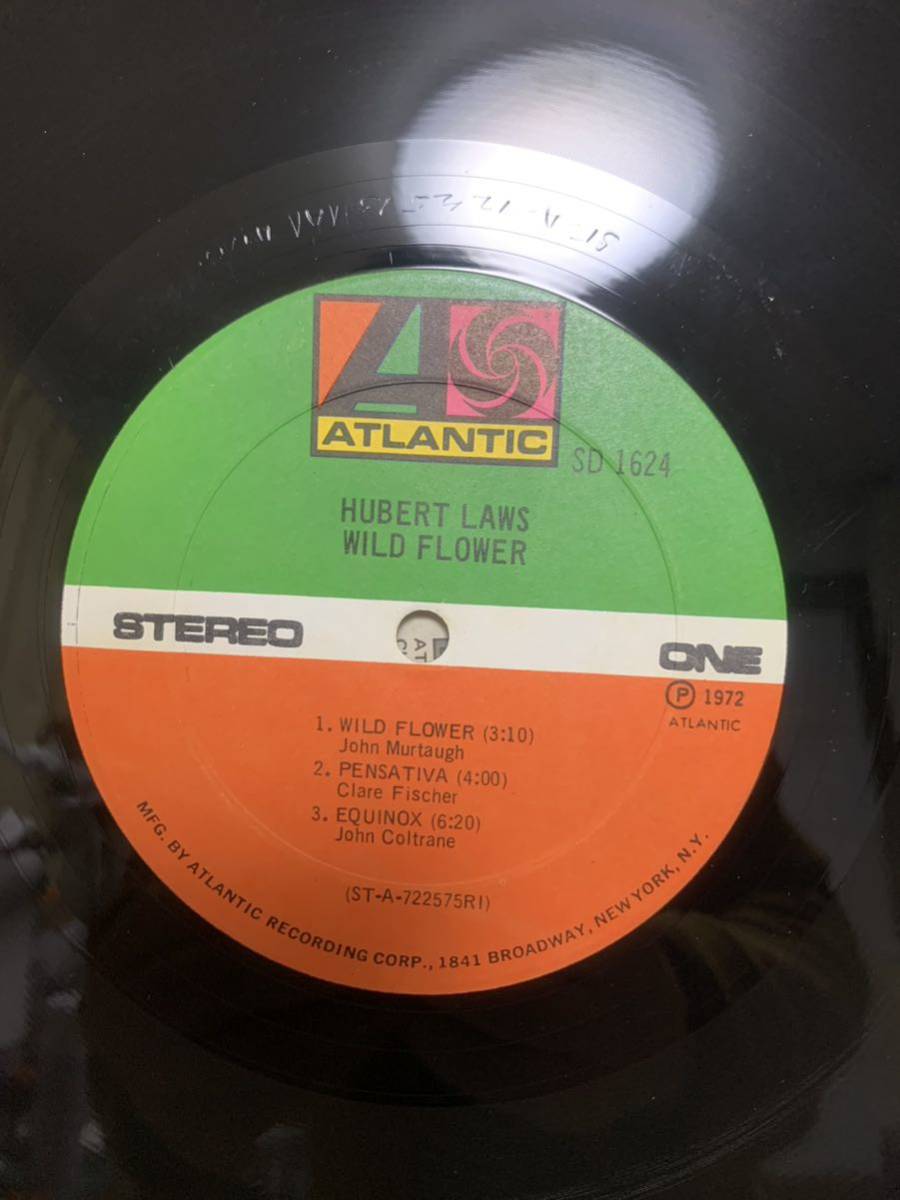 ATLANTIC
SD 1624
HUBERT LAWS
WILD FLOWER
STEREO
ONE
Ⓟ 1972
ATLANTIC
1. WILD FLOWER (3:10)
John Murtaugh
2. PENSATIVA (4:00)
Clare Fischer
3. EQUINOX (6:20)
John Coltrane
(ST-A-722575RI)
MFG. BY ATLANTIC RECORDING CORP., 1841 BROADWAY, NEW YORK, N.Y.